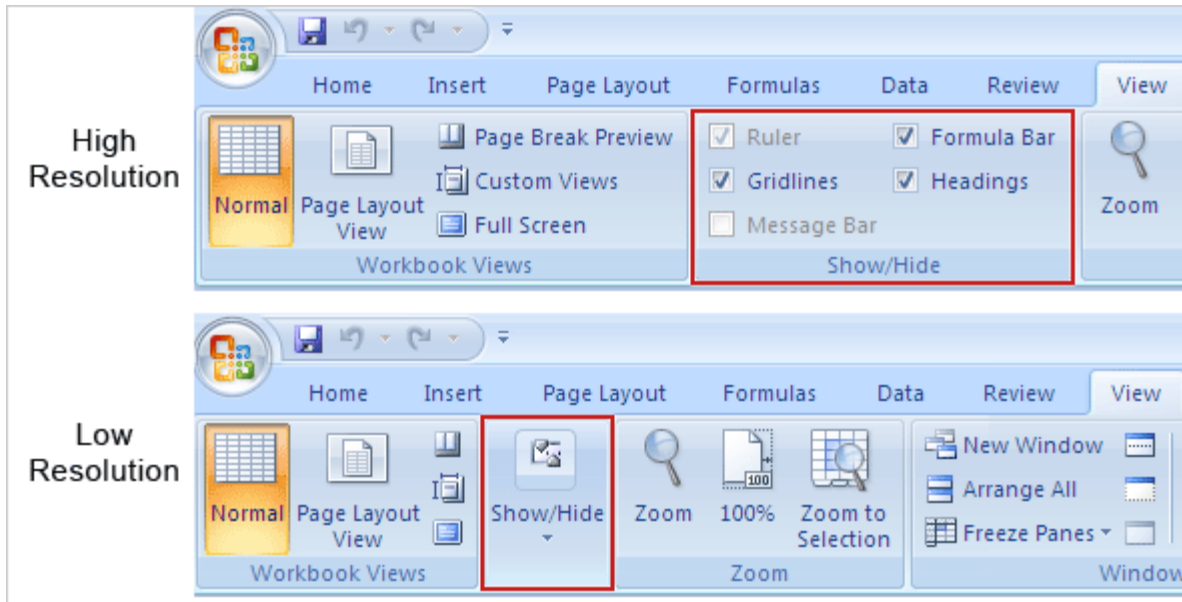 High
Resolution
Home Insert Page Layout Formulas Data Review View
Normal
Page Layout
View
Page Break Preview
Custom Views
Full Screen
Workbook Views
Ruler
Gridlines
Message Bar
Formula Bar
Headings
Show/Hide
Zoom
Low
Resolution
Home Insert Page Layout Formulas Data Review View
Normal
Page Layout
View
Workbook Views
Show/Hide
Zoom
100
100%
Zoom to
Selection
Zoom
New Window
Arrange All
Freeze Panes
Window